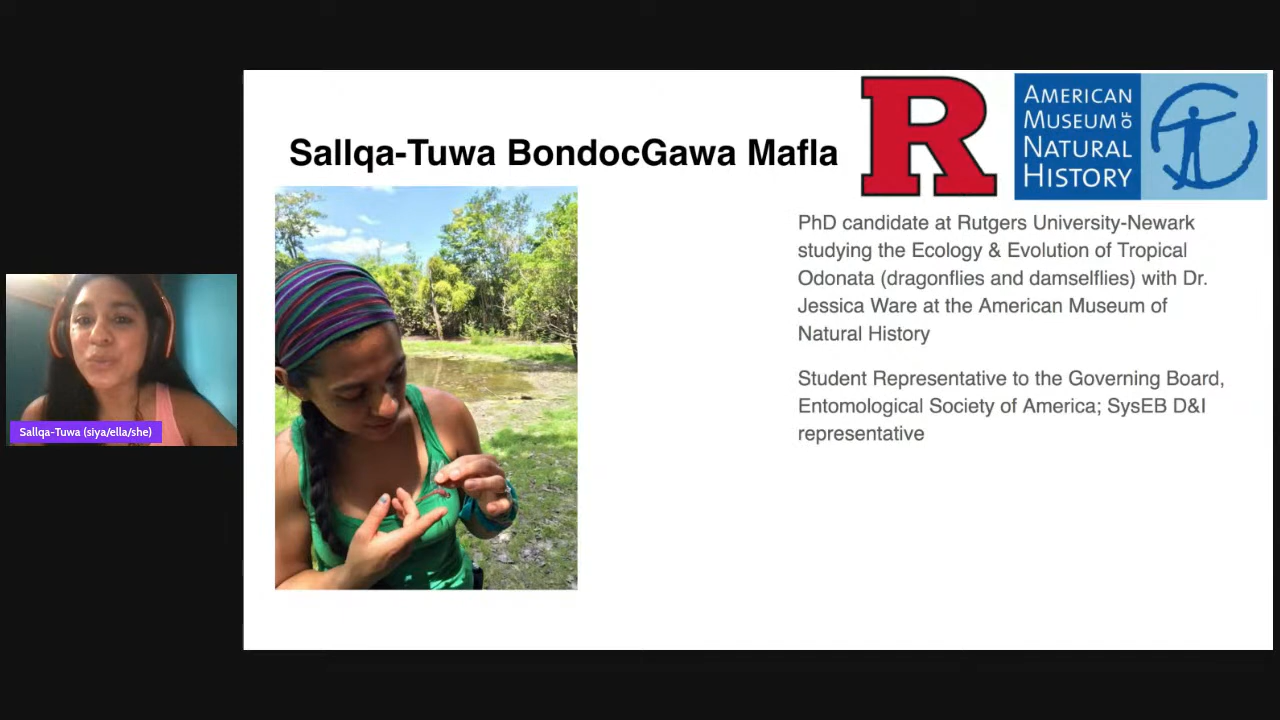 Sallqa-Tuwa BondocGawa Mafla
R
AMERICAN
MUSEUM OF
NATURAL
HISTORY
PhD candidate at Rutgers University-Newark
studying the Ecology & Evolution of Tropical
Odonata (dragonflies and damselflies) with Dr.
Jessica Ware at the American Museum of
Natural History
Student Representative to the Governing Board,
Entomological Society of America; SysEB D&I
representative
Sallqa-Tuwa (siya/ella/she)